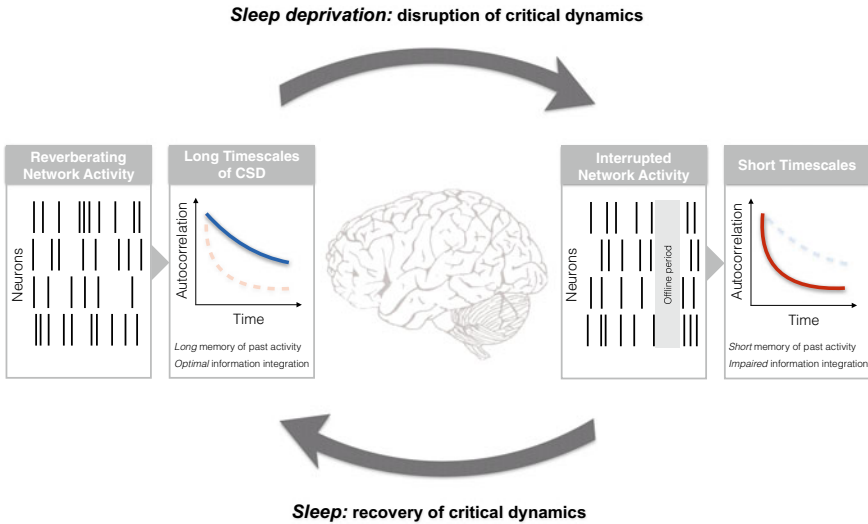 Sleep deprivation: disruption of critical dynamics
Reverberating
Network Activity
Neurons
Long Timescales
of CSD
Autocorrelation
Time
Long memory of past activity
Optimal information integration
Interrupted
Network Activity
Neurons
Offline period
Short Timescales
Autocorrelation
Time
Short memory of past activity
Impaired information integration
Sleep: recovery of critical dynamics